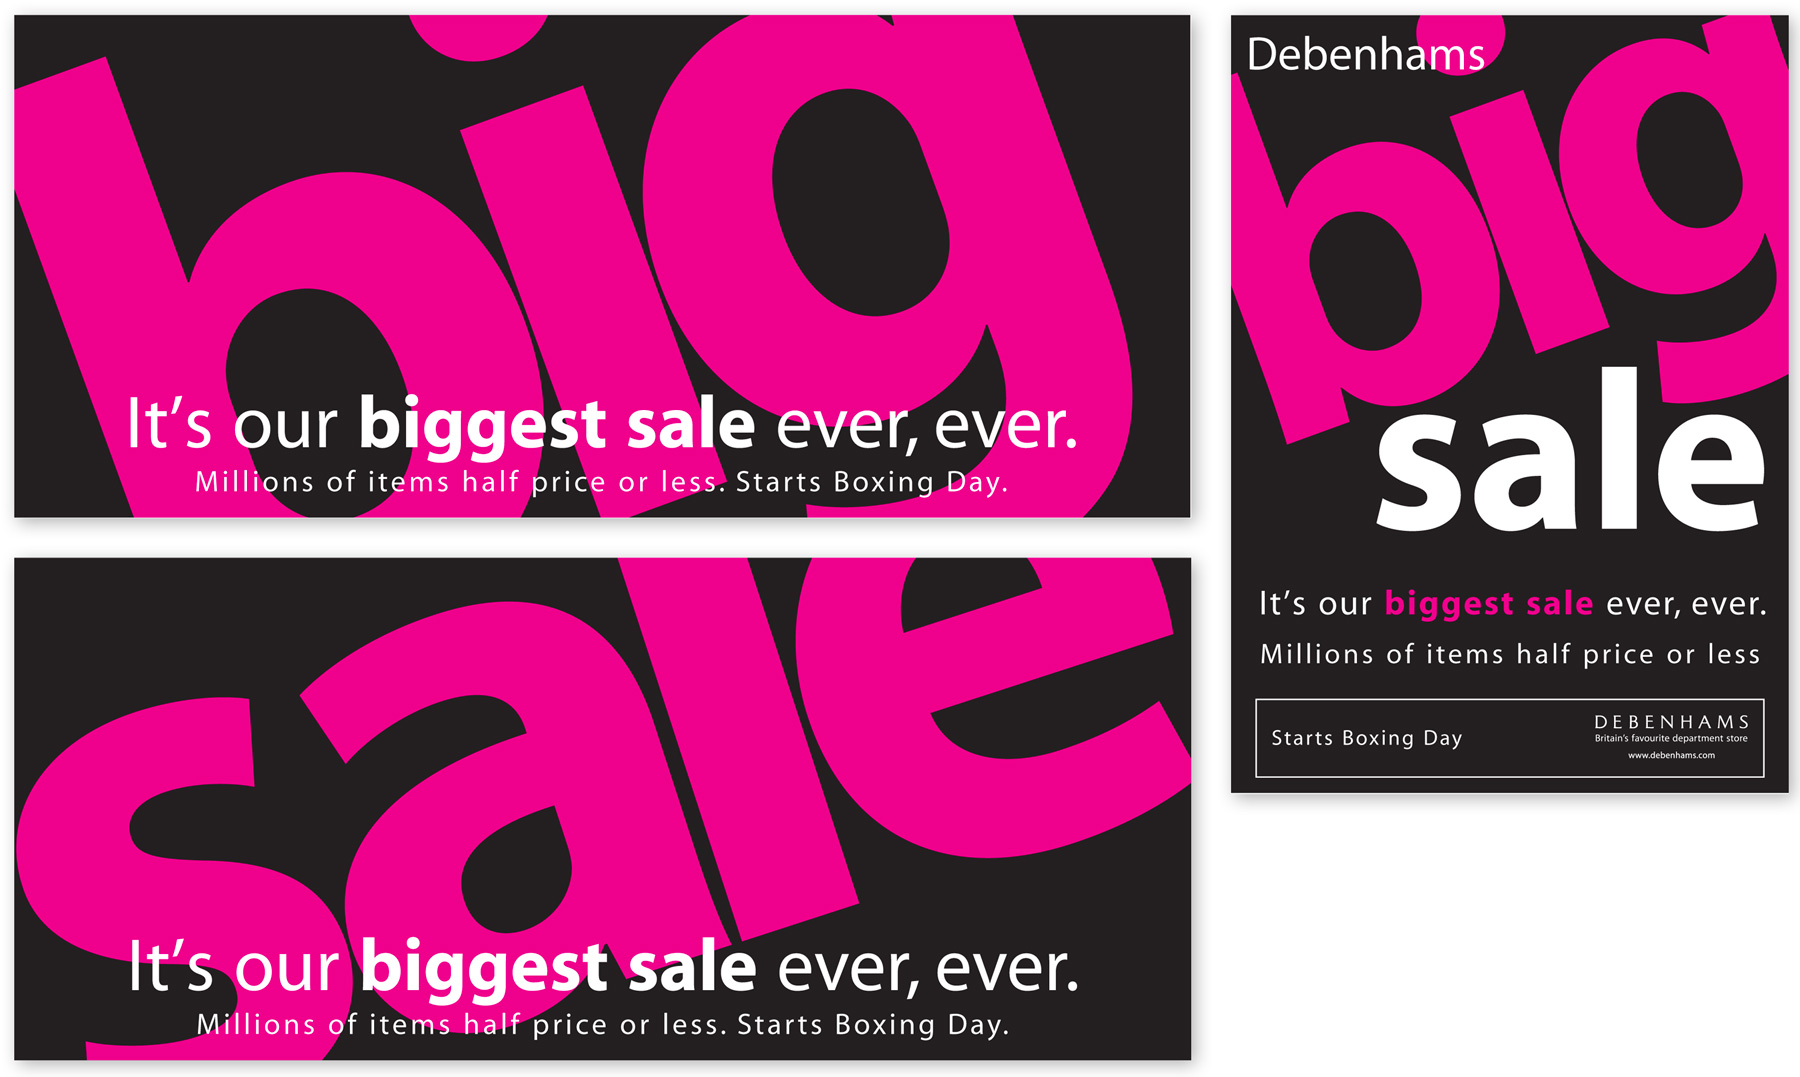 big
It's our biggest sale ever, ever.
Millions of items half price or less. Starts Boxing Day.
sale
It's our biggest sale ever, ever.
Millions of items half price or less. Starts Boxing Day.
Debenhams
big
sale
It's our biggest sale ever, ever.
Millions of items half price or less
Starts Boxing Day
DEBENHAMS
Britain's favourite department store
www.debenhams.com